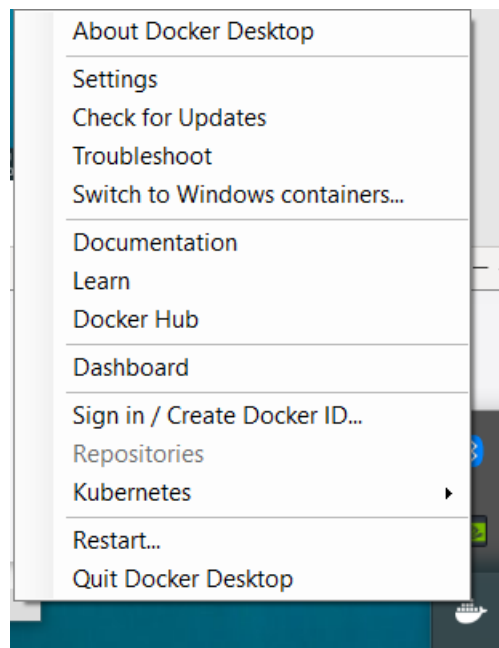 About Docker Desktop
Settings
Check for Updates
Troubleshoot
Switch to Windows containers...
Documentation
Learn
Docker Hub
Dashboard
Sign in / Create Docker ID...
Repositories
Kubernetes
Restart...
Quit Docker Desktop